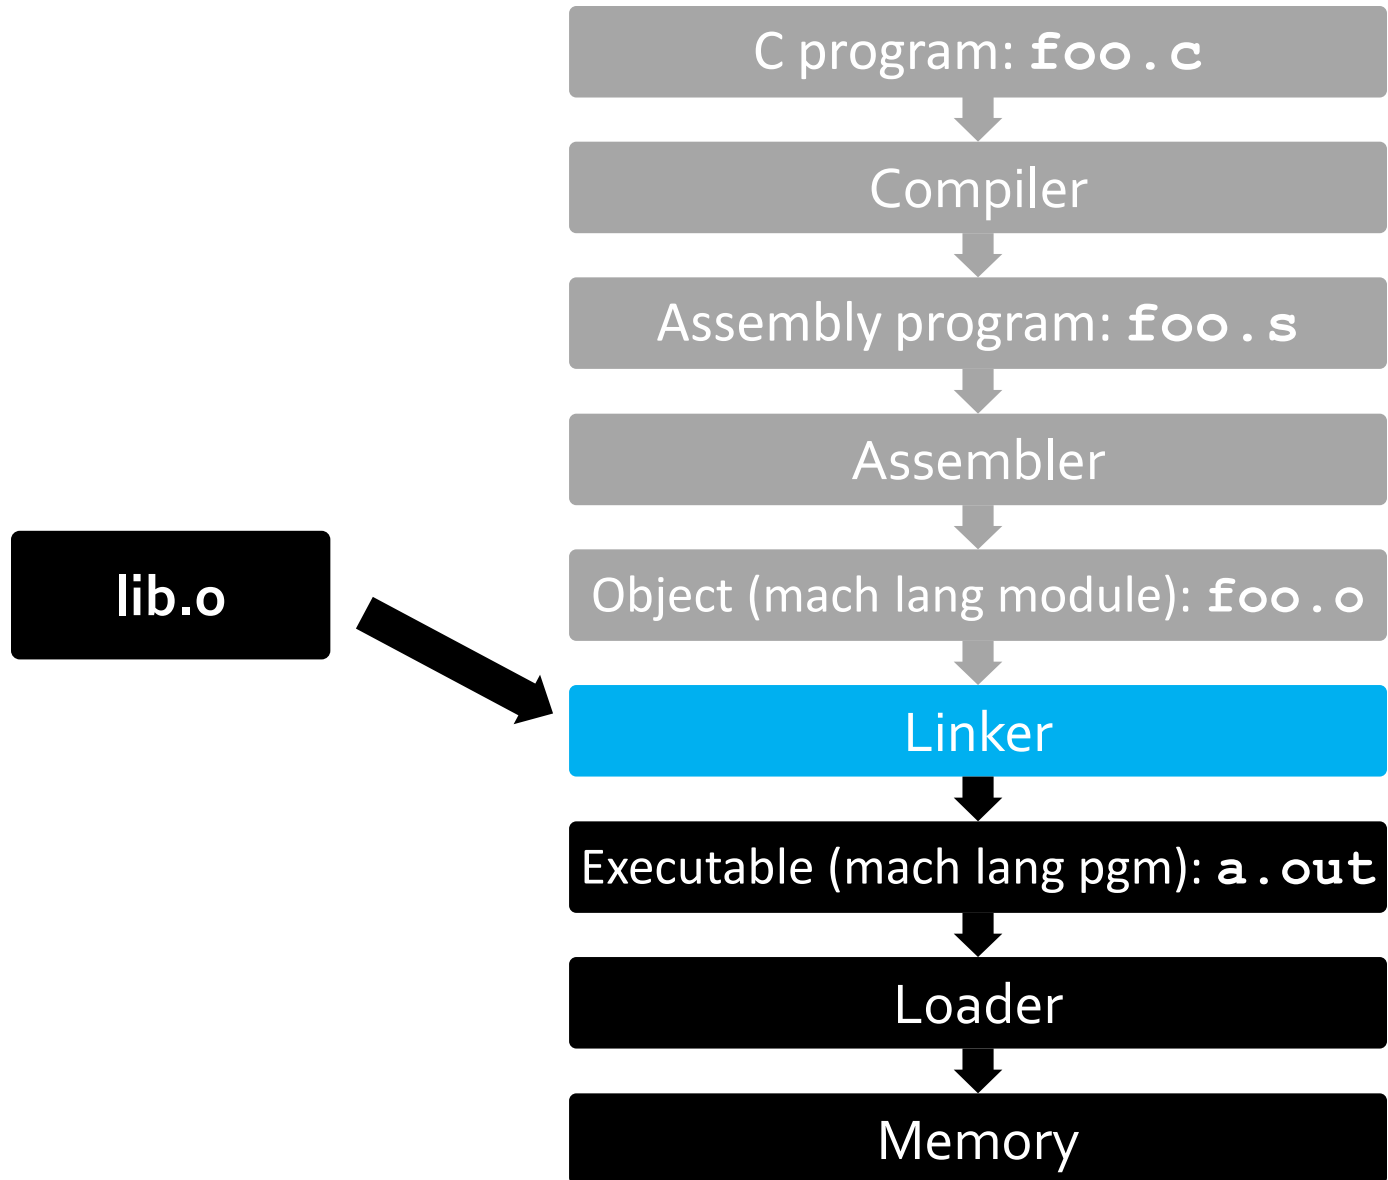 C program: foo.c
Compiler
Assembly program: foo.s
Assembler
lib.o
Object (mach lang module): foo.o
Linker
Executable (mach lang pgm): a.out
Loader
Memory